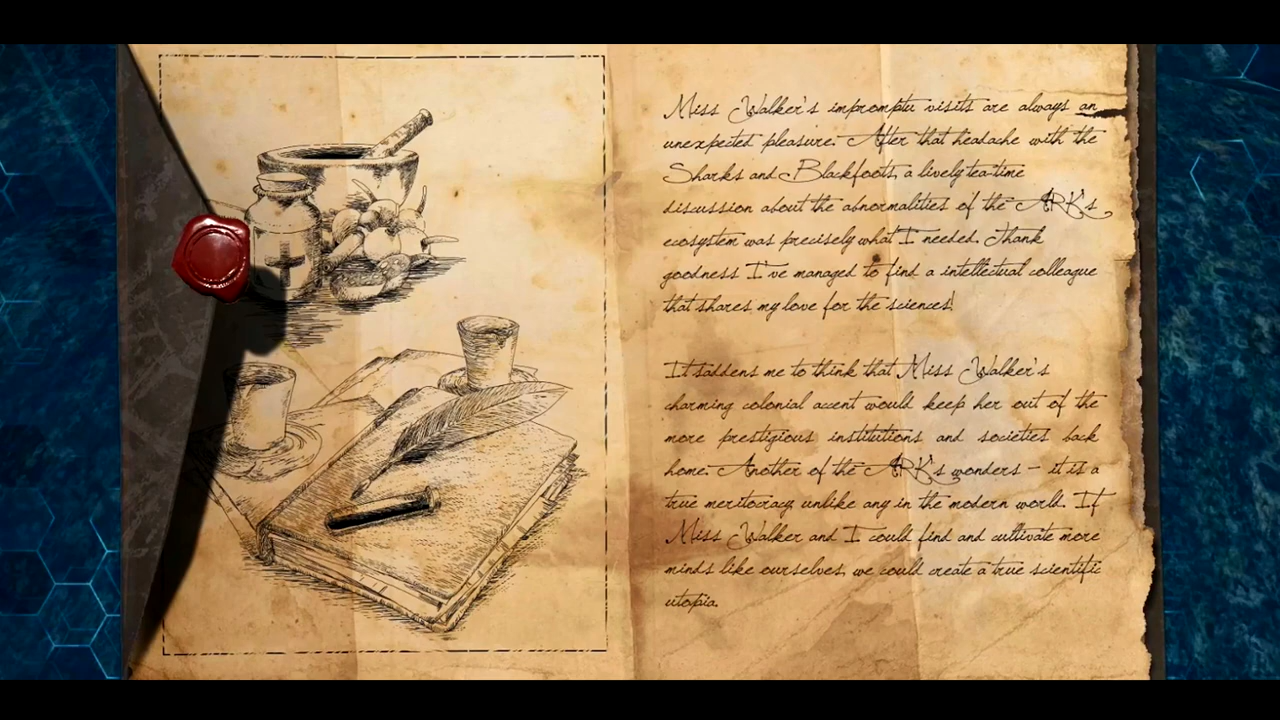 Miss Walker's impromptu visits are always an
unexpected pleasure. After that headache with the
Sharks and Blackfoots, a lively tea-time
discussion about the abnormalities of the ARK's
ecosystem was precisely what I needed. Thank
goodness I've managed to find a intellectual colleague
that shares my love for the sciences!
It saddens me to think that Miss Walker's
charming colonial accent would keep her out of the
more prestigious institutions and societies back
home. Another of the ARK's wonders - it is a
true meritocracy, unlike any in the modern world. If
Miss Walker and I could find and cultivate more
minds like ourselves, we could create a true scientific
utopia.